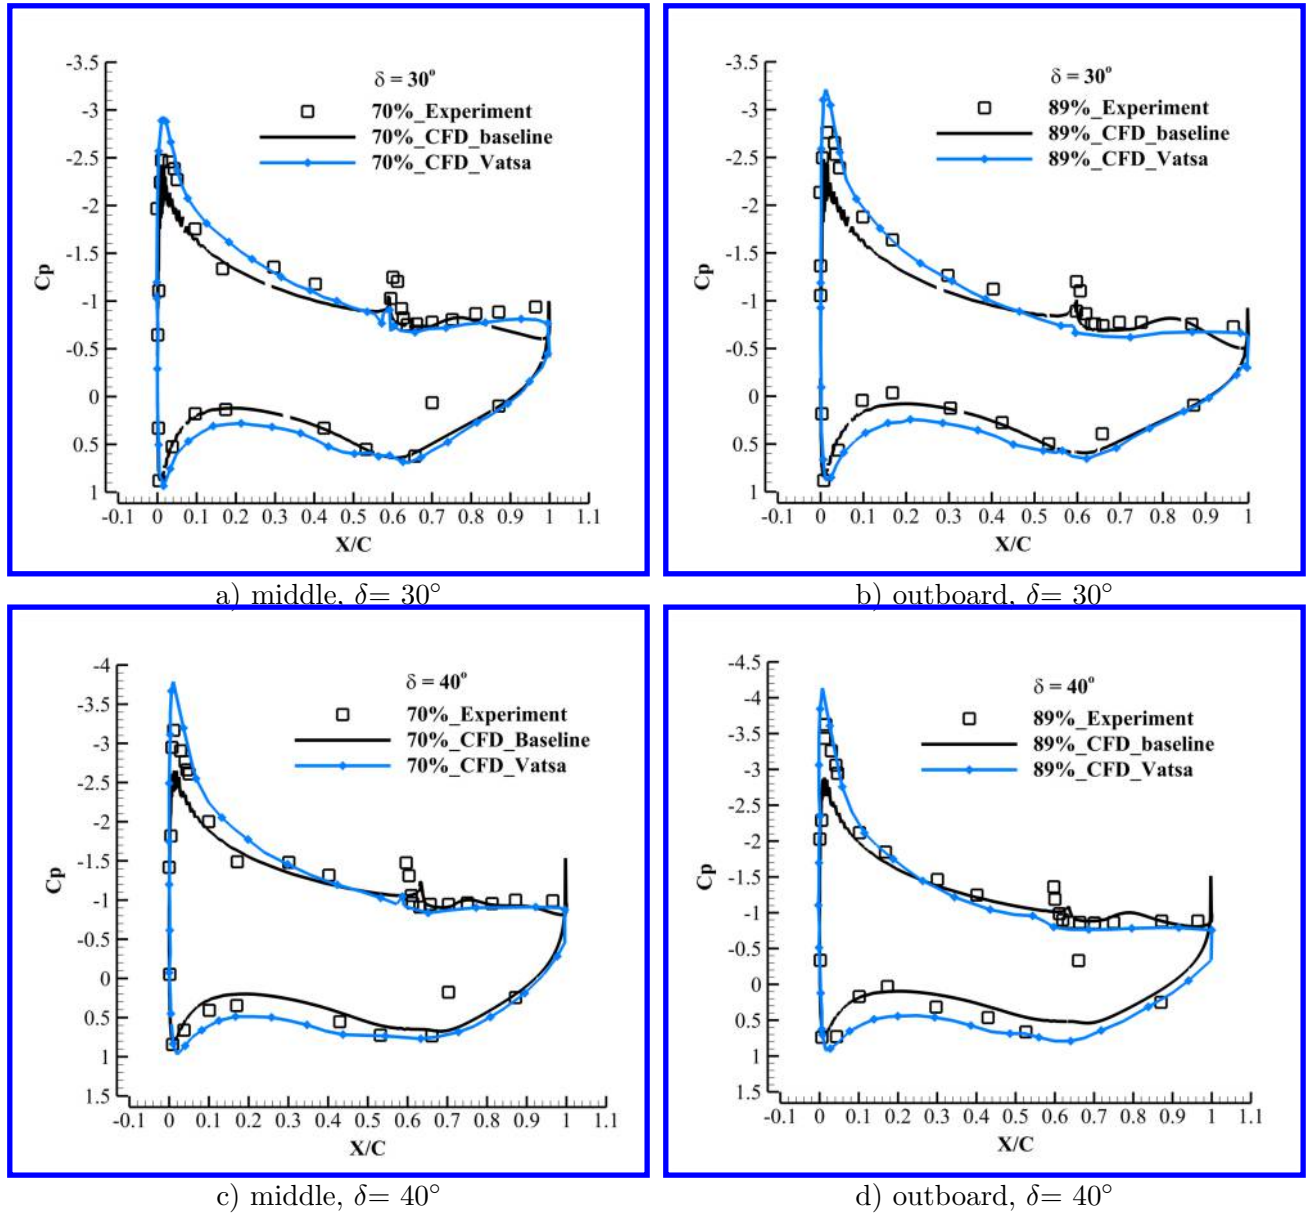 -3.5
-3
-2.5
-2
-1.5
-1
-0.5
0
0.5
1
Cp
δ = 30°
70%_Experiment
70%_CFD_baseline
70%_CFD_Vatsa
-0.1 0 0.1 0.2 0.3 0.4 0.5 0.6 0.7 0.8 0.9 1 1.1
X/C
a) middle, δ= 30°
-3.5
-3
-2.5
-2
-1.5
-1
-0.5
0
0.5
1
Cp
δ = 30°
89%_Experiment
89%_CFD_baseline
89%_CFD_Vatsa
-0.1 0 0.1 0.2 0.3 0.4 0.5 0.6 0.7 0.8 0.9 1
X/C
b) outboard, δ= 30°
-4
-3.5
-3
-2.5
-2
-1.5
-1
-0.5
0
0.5
1
1.5
Cp
δ = 40°
70%_Experiment
70%_CFD_Baseline
70%_CFD_Vatsa
-0.1 0 0.1 0.2 0.3 0.4 0.5 0.6 0.7 0.8 0.9 1 1.1
X/C
c) middle, δ= 40°
-4.5
-4
-3.5
-3
-2.5
-2
-1.5
-1
-0.5
0
0.5
1
1.5
Cp
δ = 40°
89%_Experiment
89%_CFD_baseline
89%_CFD_Vatsa
-0.1 0 0.1 0.2 0.3 0.4 0.5 0.6 0.7 0.8 0.9 1 1.1
X/C
d) outboard, δ= 40°